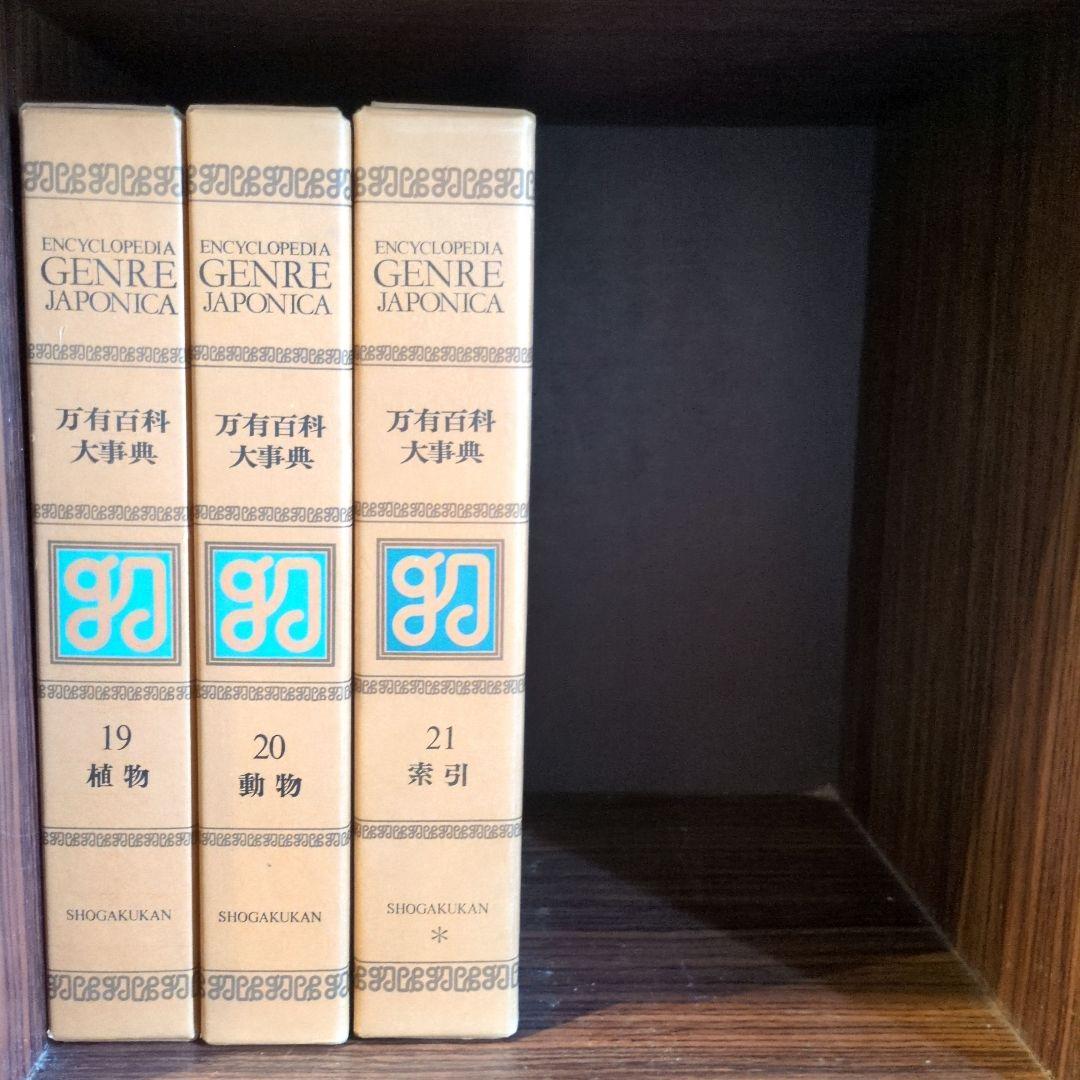 ENCYCLOPEDIA
GENRE
JAPONICA
万有百科
大事典
19
植物
SHOGAKUKAN
ENCYCLOPEDIA
GENRE
JAPONICA
万有百科
大事典
20
動物
SHOGAKUKAN
ENCYCLOPEDIA
GENRE
JAPONICA
万有百科
大事典
21
索引
SHOGAKUKAN
*